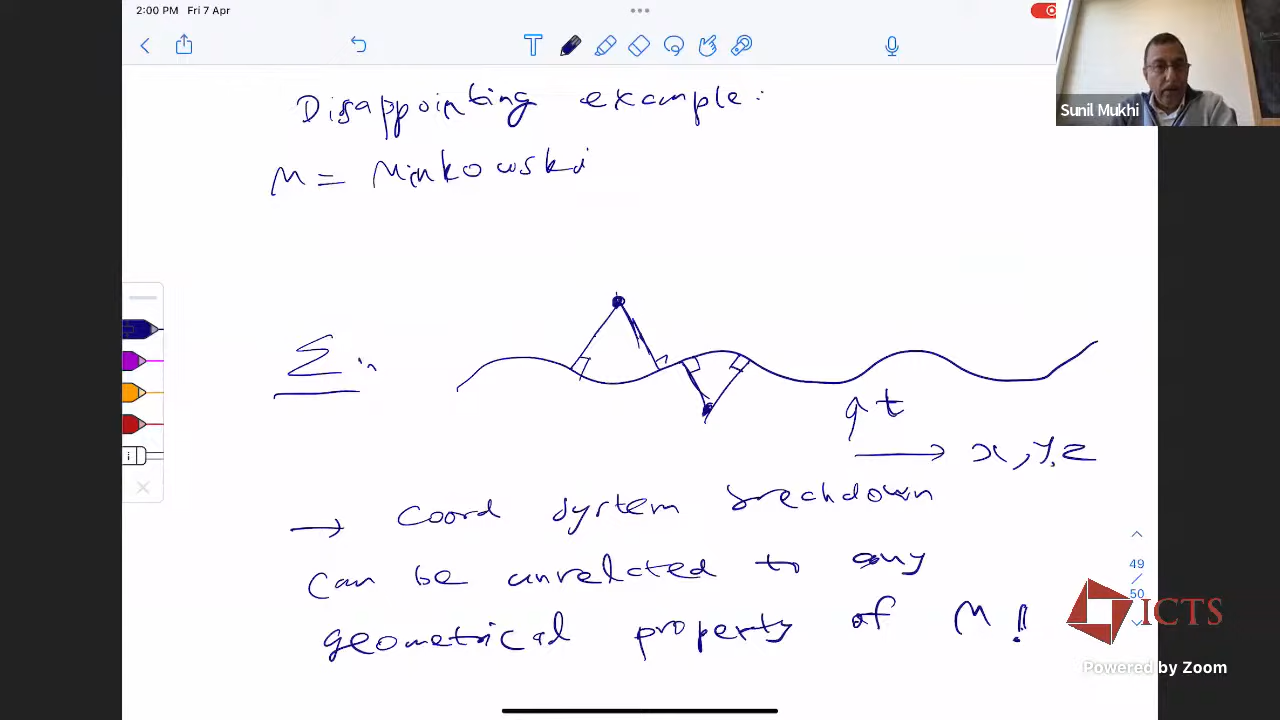 2:00 PM Fri 7 Apr
Sunil Mukhi
Disappointing example:
M = Minkowski
Σ :
t
x, y, z
→ Coord system breakdown
can be unrelated to any
geometrical property of M!
49
/
50
ICTS
Powered by Zoom